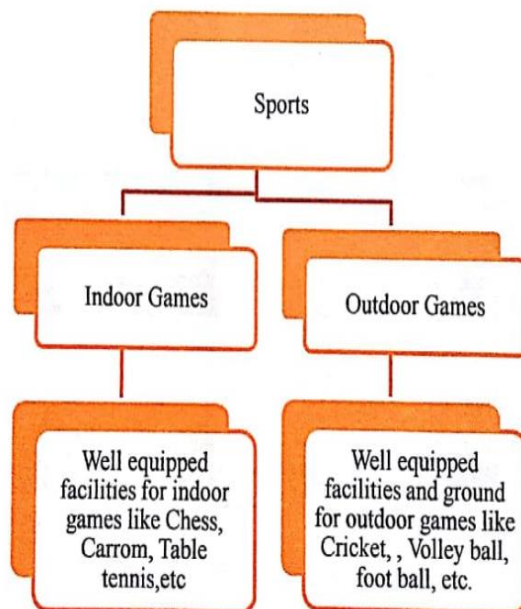 Sports
Indoor Games
Outdoor Games
Well equipped
facilities for indoor
games like Chess,
Carrom, Table
tennis,etc
Well equipped
facilities and ground
for outdoor games like
Cricket, , Volley ball,
foot ball, etc.